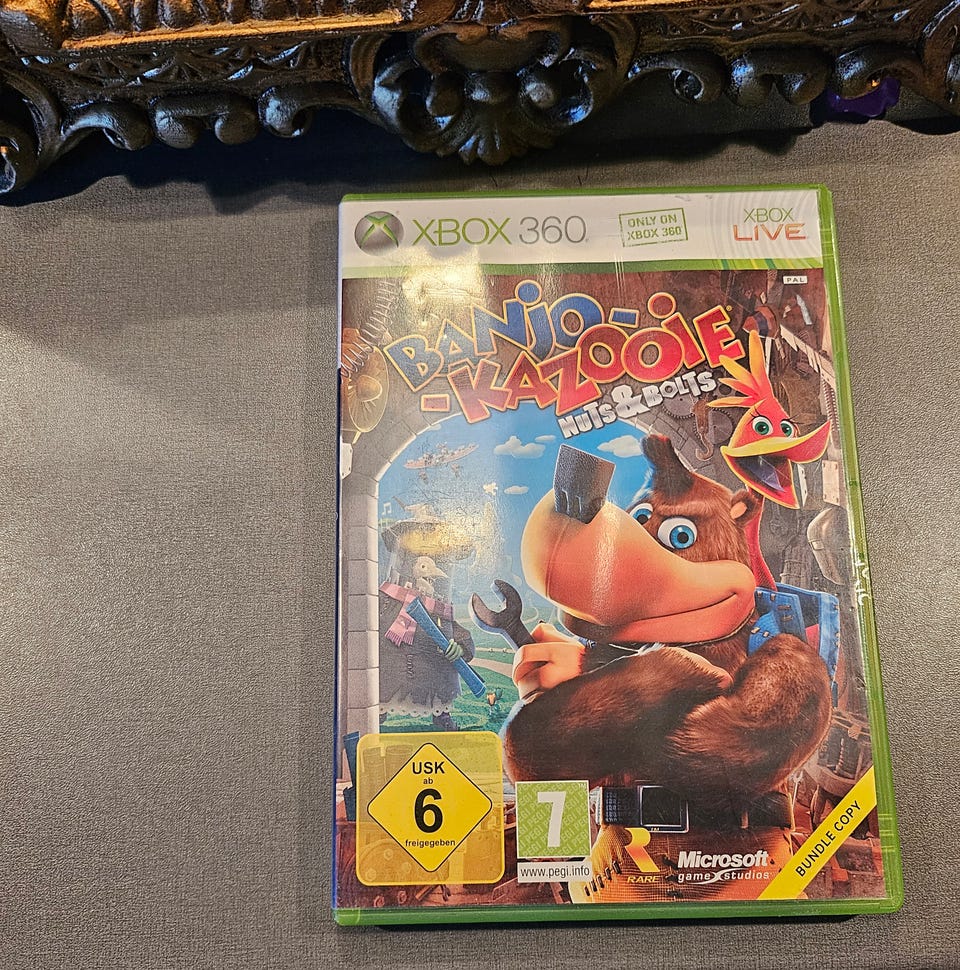 XBOX 360
ONLY ON
XBOX 360
XBOX
LIVE
PAL
BANJO-
-KAZOOIE
NUTS & BOLTS
USK
ab
6
freigegeben
7
www.pegi.info
R
RARE
Microsoft
game studios
BUNDLE COPY